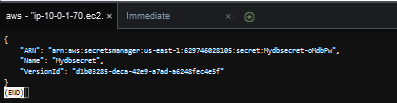 aws - "ip-10-0-1-70.ec2.
Immediate
{
"ARN": "arn:aws:secretsmanager:us-east-1:629746028105:secret:Mydbsecret-oMdbPw",
"Name": "Mydbsecret",
"VersionId": "d1b03285-deca-42e9-a7ad-a6248fec4e5f"
}
(END)